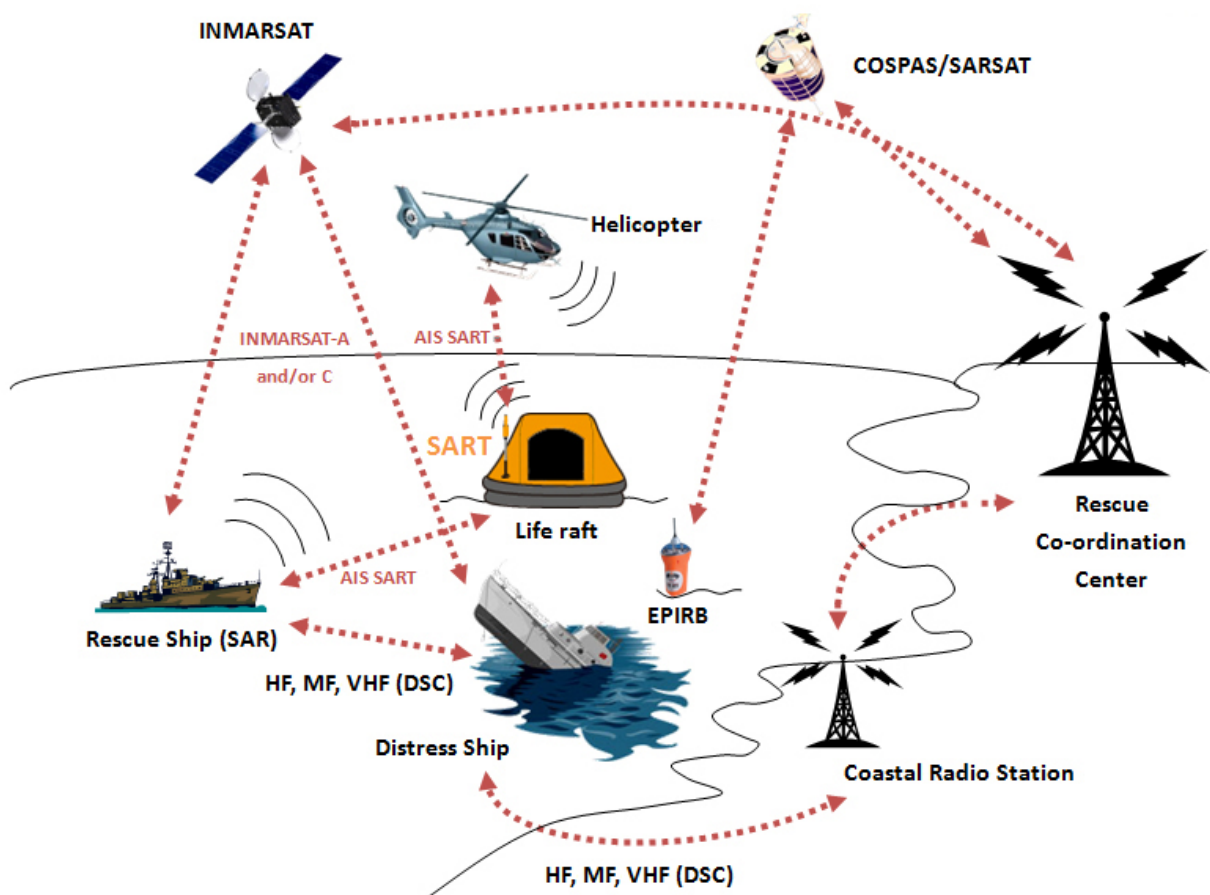 INMARSAT
COSPAS/SARSAT
Helicopter
INMARSAT-A
and/or C
AIS SART
SART
Life raft
Rescue
Co-ordination
Center
AIS SART
EPIRB
Rescue Ship (SAR)
HF, MF, VHF (DSC)
Distress Ship
Coastal Radio Station
HF, MF, VHF (DSC)